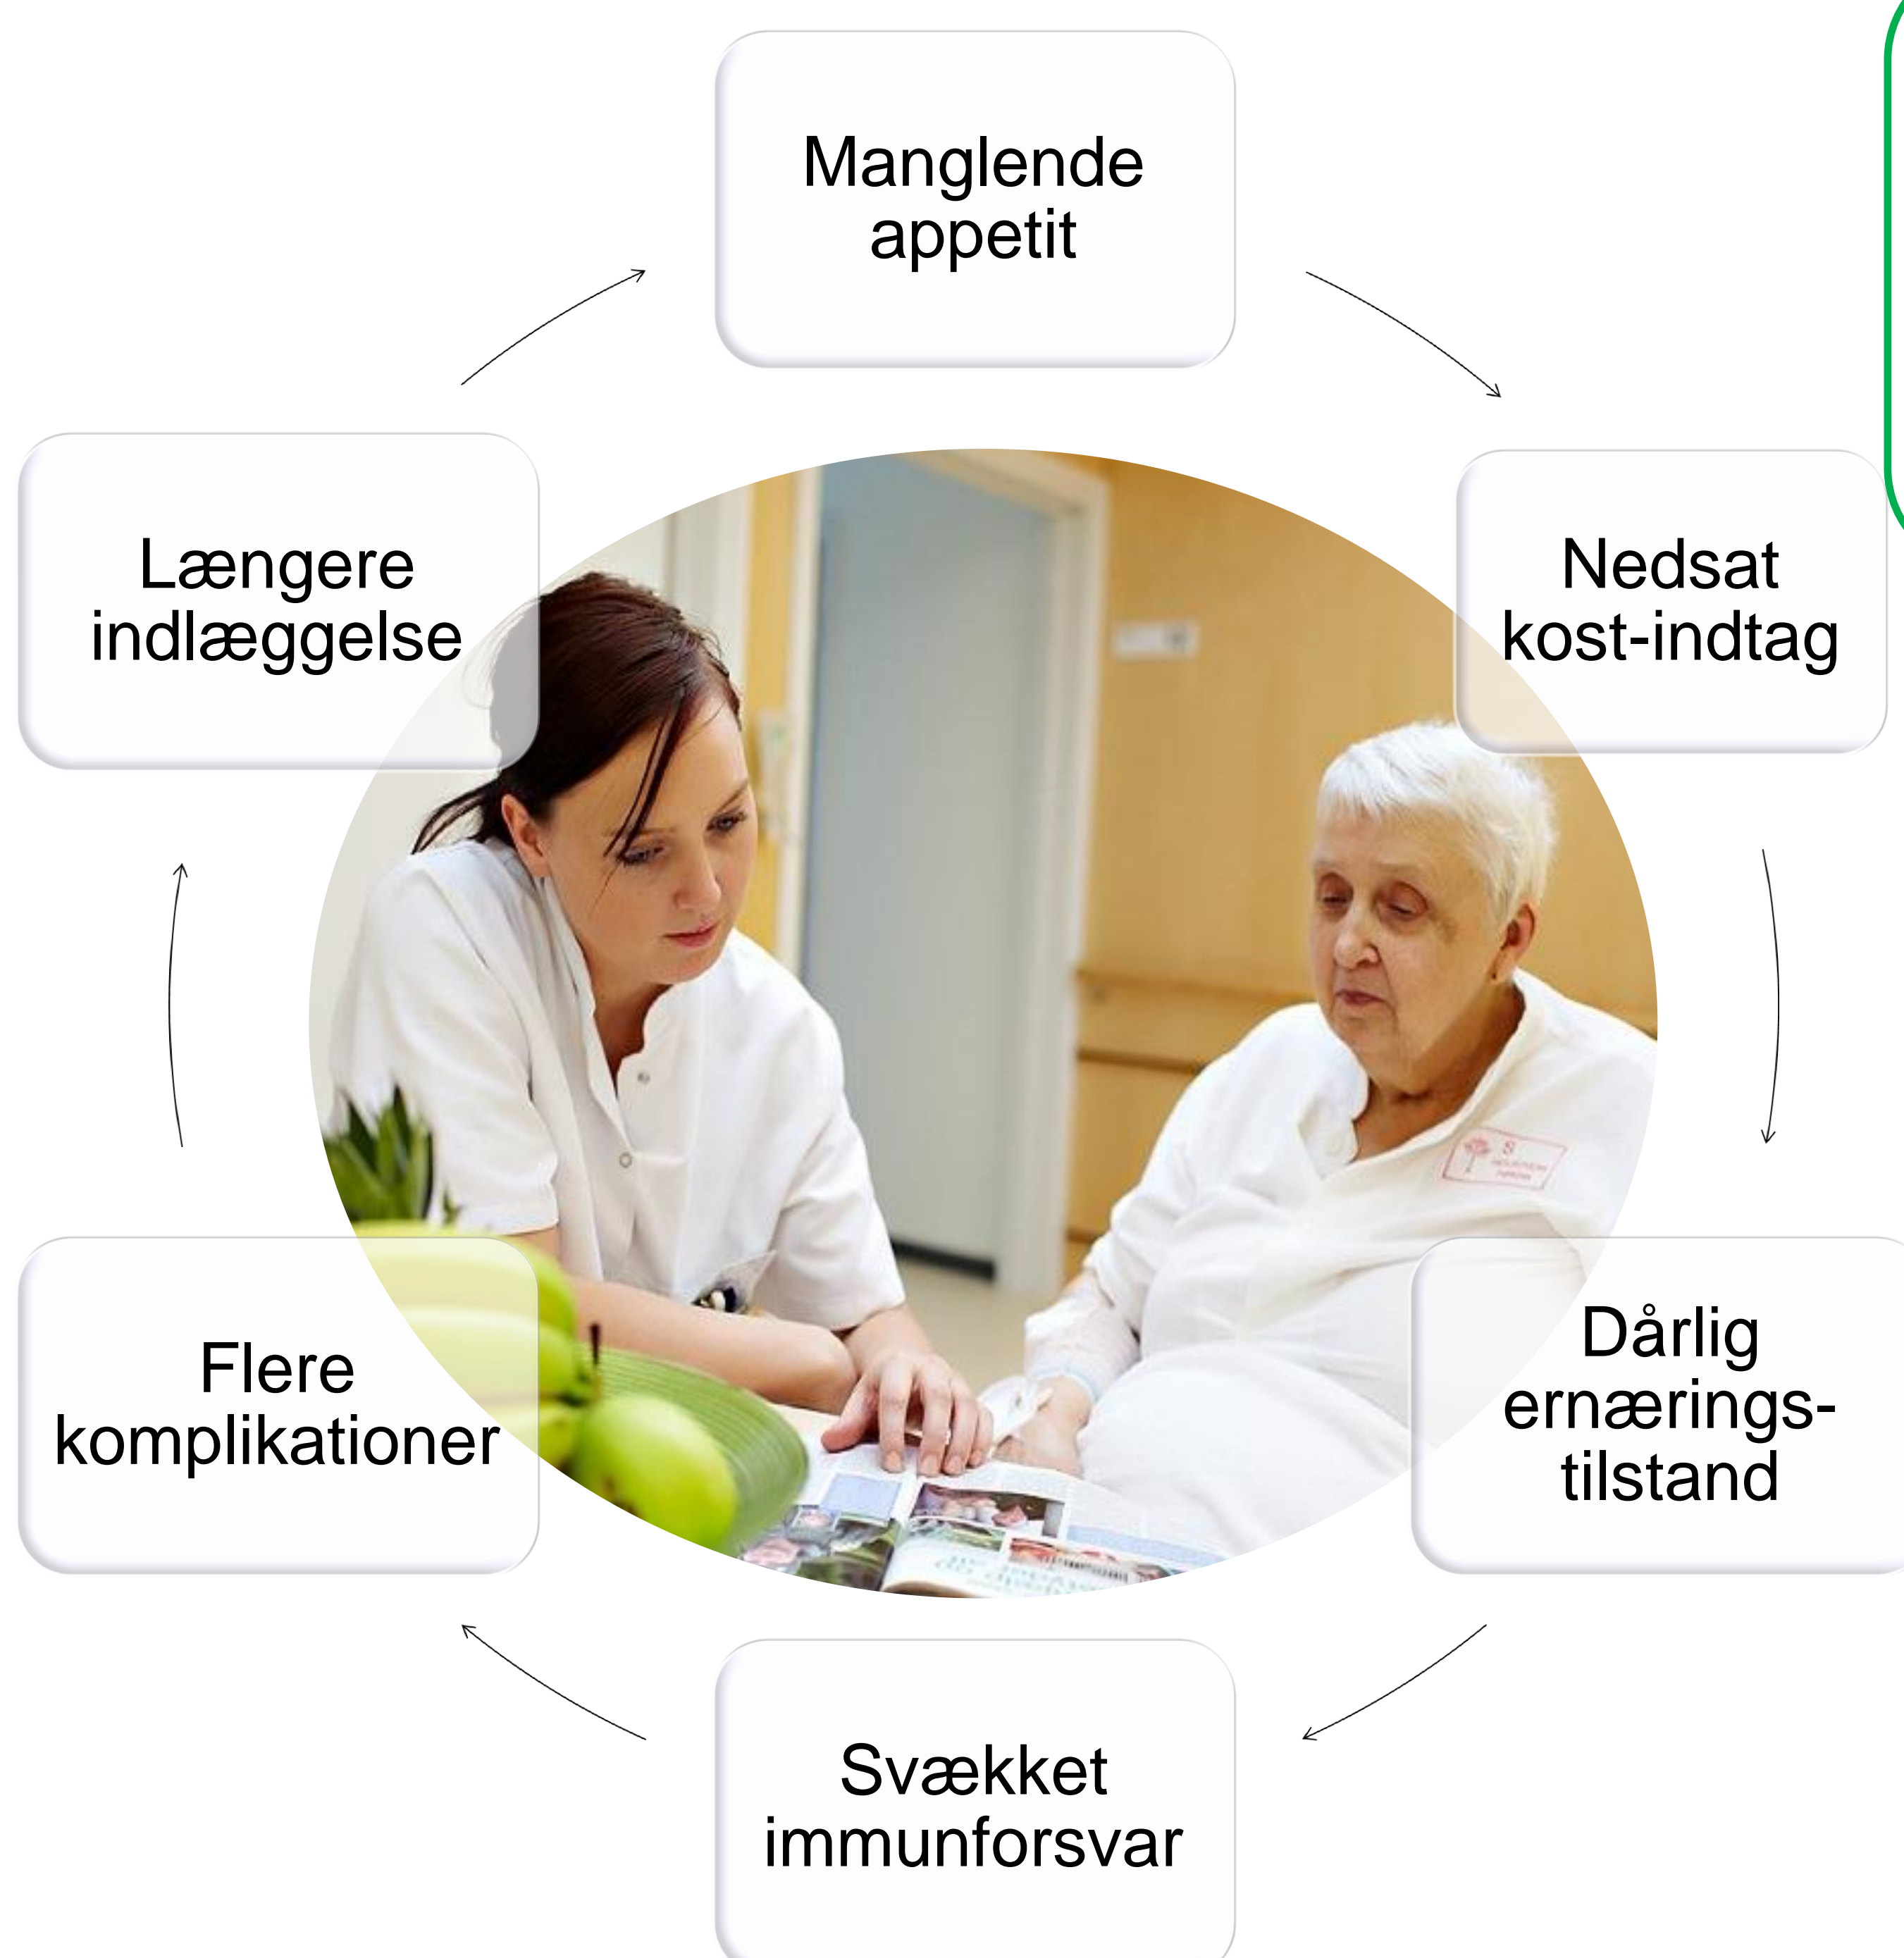 Manglende
appetit
Nedsat
kost-indtag
Dårlig
ernærings-
tilstand
Svækket
immunforsvar
Flere
komplikationer
Længere
indlæggelse